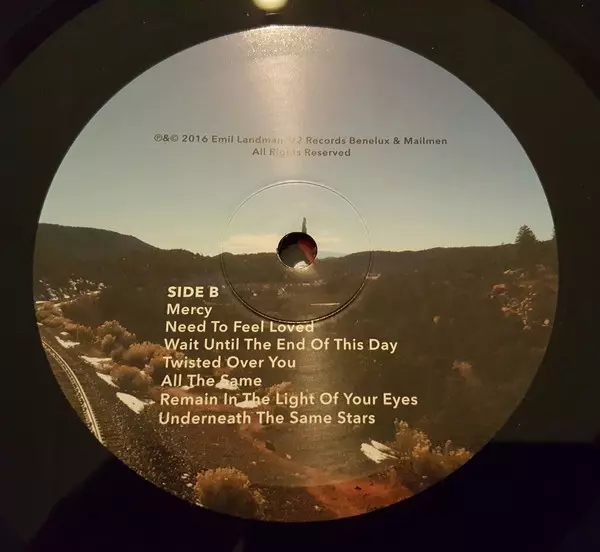 ℗&© 2016 Emil Landman, V2 Records Benelux & Mailmen
All Rights Reserved
SIDE B
Mercy
Need To Feel Loved
Wait Until The End Of This Day
Twisted Over You
All The Same
Remain In The Light Of Your Eyes
Underneath The Same Stars